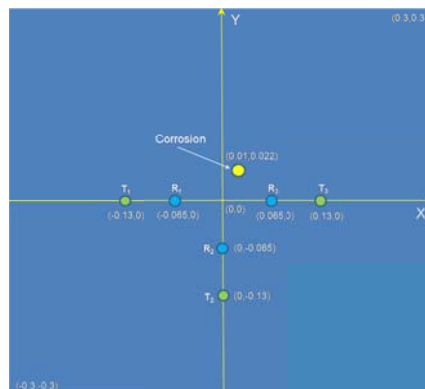 Y
(0.3,0.3
Corrosion
(0.01,0.022)
T₁ R₁ R₃ T₃
X
(-0.13,0) (-0.065,0) (0,0) (0.065,0) (0.13,0)
R₂ (0,-0.065)
T₂ (0,-0.13)
(-0.3,-0.3)